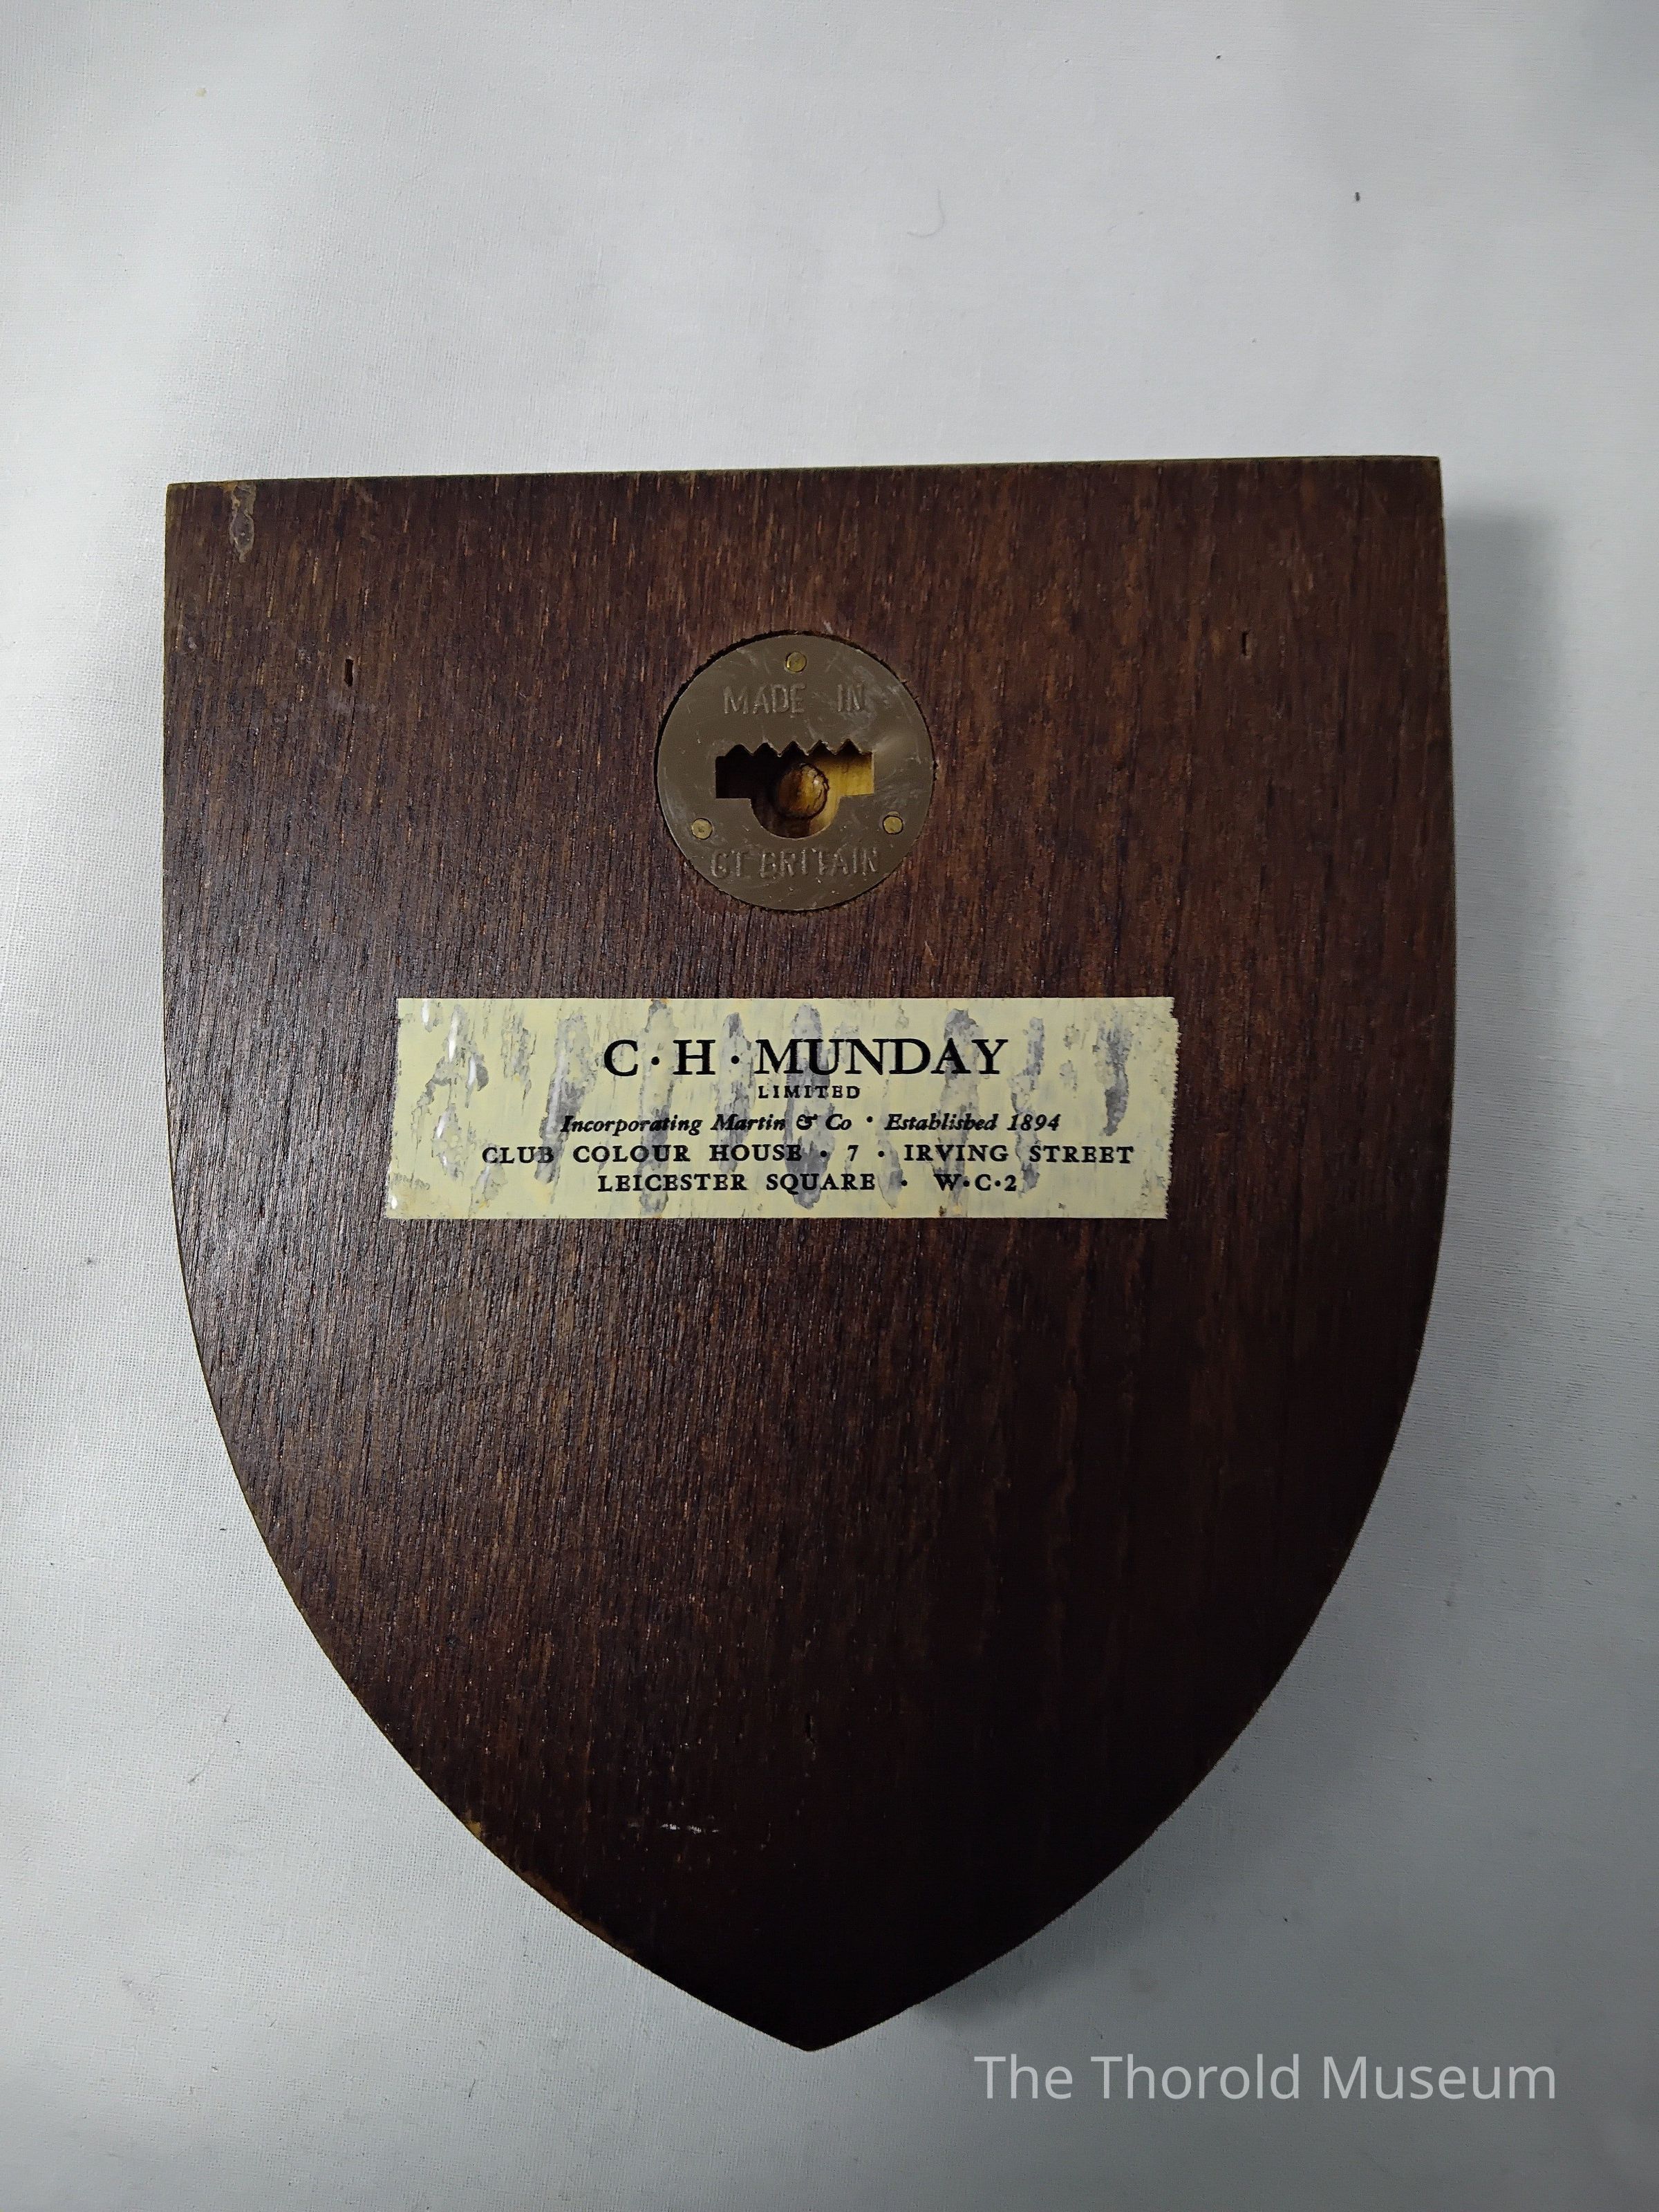 MADE IN
GT. BRITAIN
C·H·MUNDAY
LIMITED
Incorporating Martin & Co · Established 1894
CLUB COLOUR HOUSE · 7 · IRVING STREET
LEICESTER SQUARE · W·C·2
The Thorold Museum